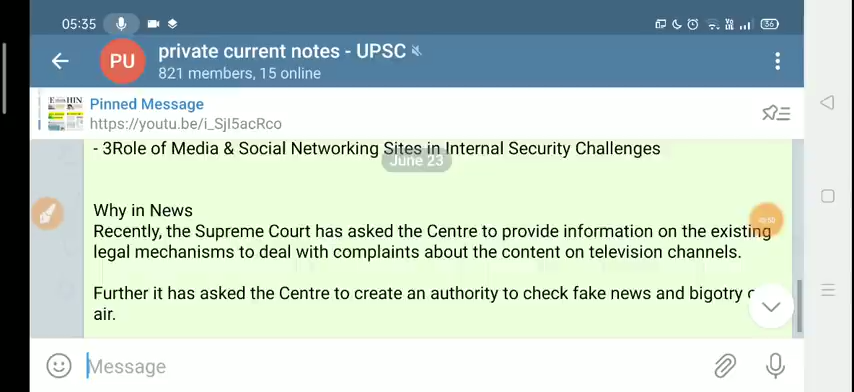 05:35
36
PU
private current notes - UPSC
821 members, 15 online
Pinned Message
https://youtu.be/i_SjI5acRco
- 3Role of Media & Social Networking Sites in Internal Security Challenges
June 23
Why in News
Recently, the Supreme Court has asked the Centre to provide information on the existing
legal mechanisms to deal with complaints about the content on television channels.
Further it has asked the Centre to create an authority to check fake news and bigotry
air.
Message